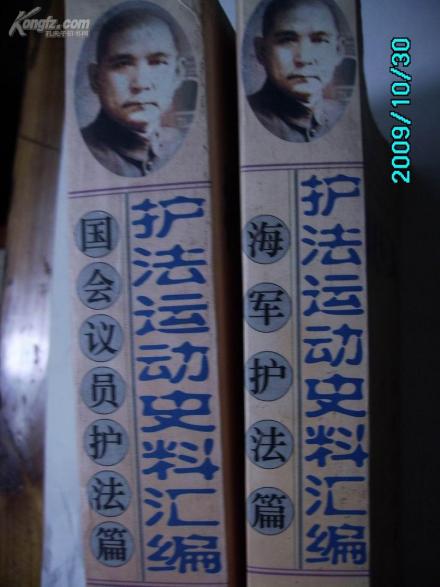 Kongfz.com
孔夫子旧书网
护法运动史料汇编
国会议员护法篇
护法运动史料汇编
海军护法篇
2009/10/30